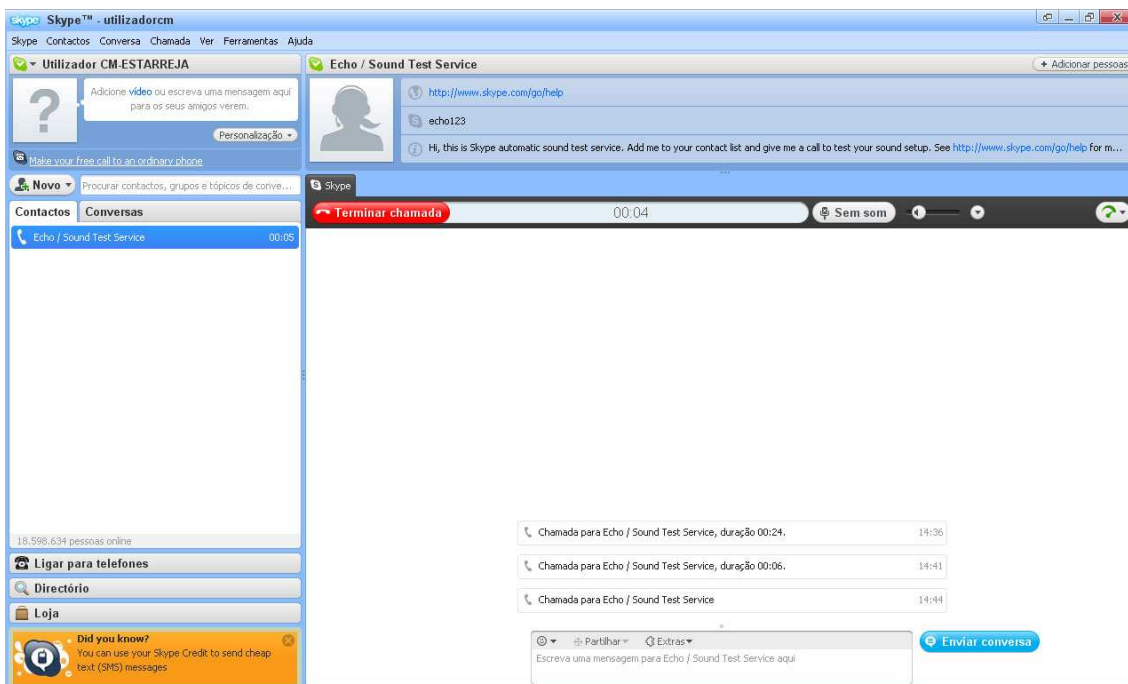 skype Skype™ - utilizadorcm
Skype Contactos Conversa Chamada Ver Ferramentas Ajuda
Utilizador CM-ESTARREJA
Adicione vídeo ou escreva uma mensagem aqui
para os seus amigos verem.
Personalização
Make your free call to an ordinary phone
Novo
Procurar contactos, grupos e tópicos de conve...
Contactos Conversas
Echo / Sound Test Service 00:05
18.598.634 pessoas online
Ligar para telefones
Directório
Loja
Did you know?
You can use your Skype Credit to send cheap
text (SMS) messages
Echo / Sound Test Service
+ Adicionar pessoas
http://www.skype.com/go/help
echo123
Hi, this is Skype automatic sound test service. Add me to your contact list and give me a call to test your sound setup. See http://www.skype.com/go/help for m...
Skype
Terminar chamada 00:04 Sem som
Chamada para Echo / Sound Test Service, duração 00:24. 14:36
Chamada para Echo / Sound Test Service, duração 00:06. 14:41
Chamada para Echo / Sound Test Service 14:44
Partilhar Extras
Escreva uma mensagem para Echo / Sound Test Service aqui
Enviar conversa